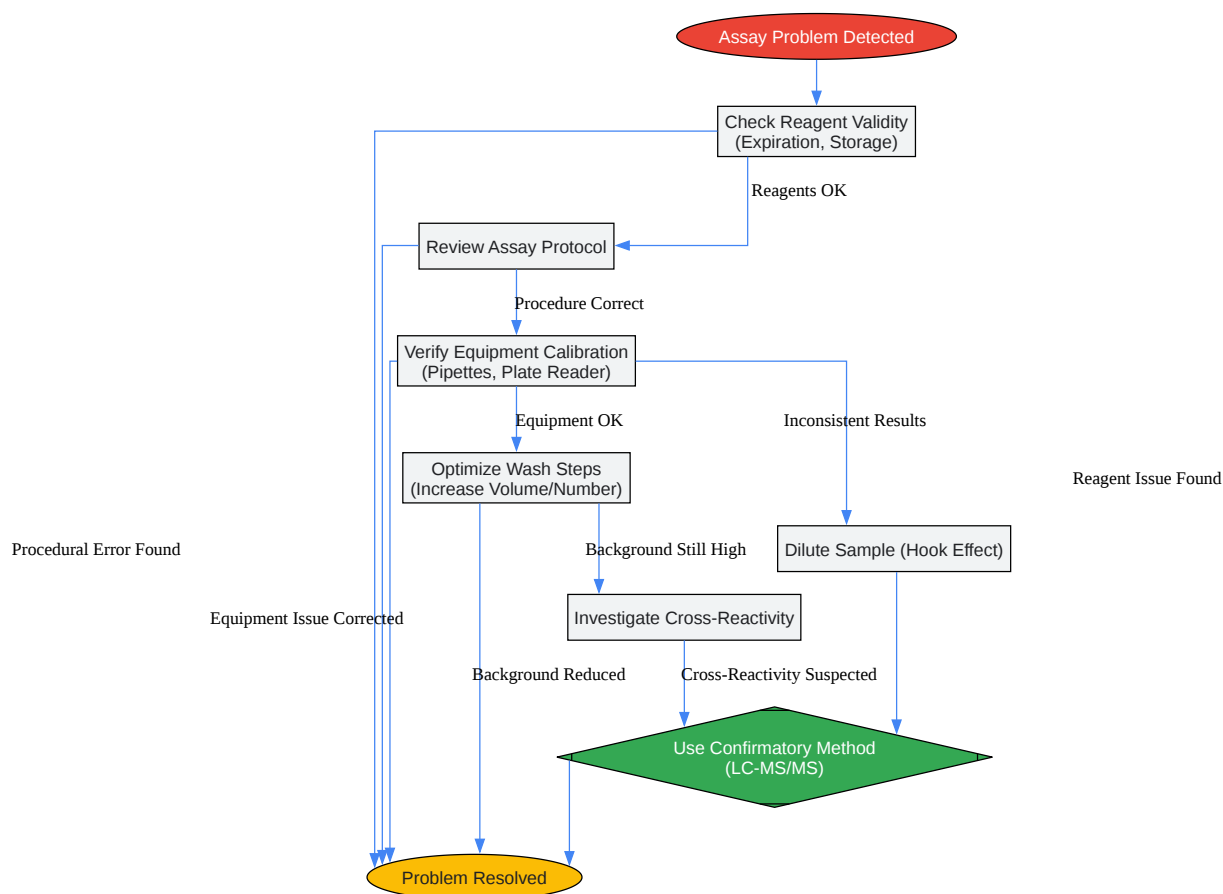 Assay Problem Detected
Check Reagent Validity
(Expiration, Storage)
Reagents OK
Review Assay Protocol
Procedure Correct
Verify Equipment Calibration
(Pipettes, Plate Reader)
Equipment OK
Inconsistent Results
Optimize Wash Steps
(Increase Volume/Number)
Reagent Issue Found
Procedural Error Found
Background Still High
Dilute Sample (Hook Effect)
Equipment Issue Corrected
Investigate Cross-Reactivity
Background Reduced
Cross-Reactivity Suspected
Use Confirmatory Method
(LC-MS/MS)
Problem Resolved